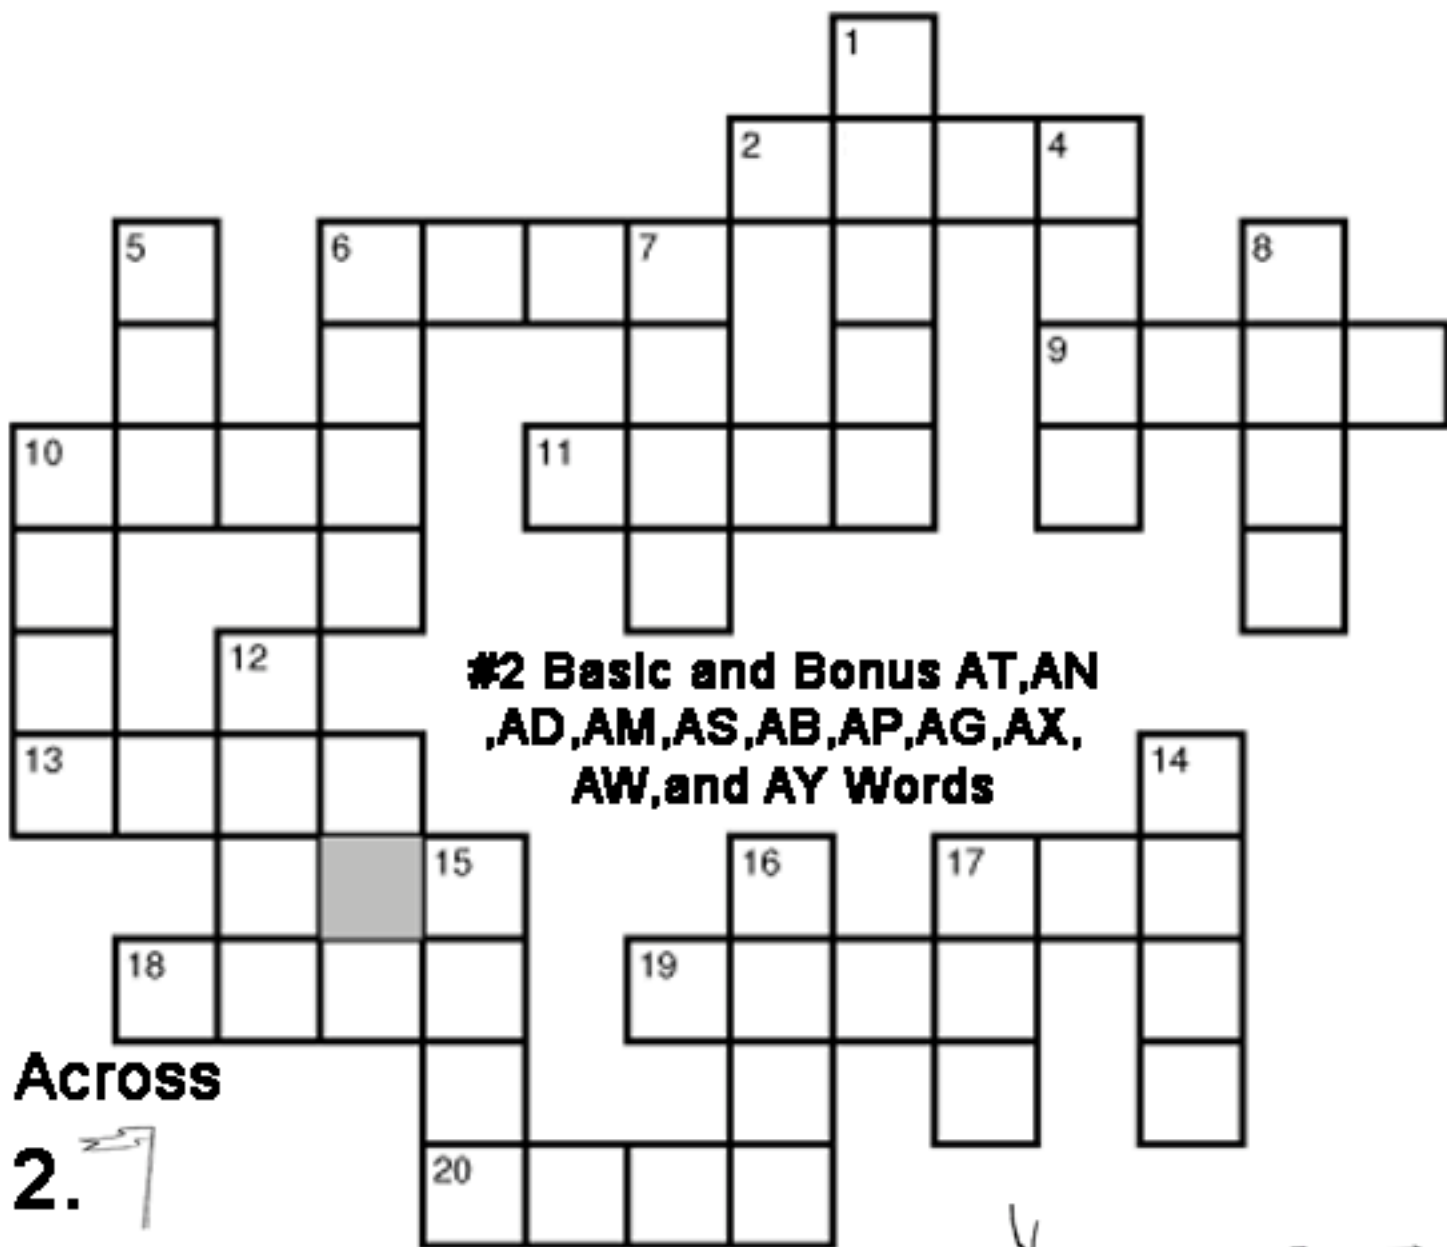 1
2 4
5 6 7 8
9
10 11
12
#2 Basic and Bonus AT,AN
,AD,AM,AS,AB,AP,AG,AX,
AW,and AY Words
13 14
15 16 17
18 19
Across
2.
20